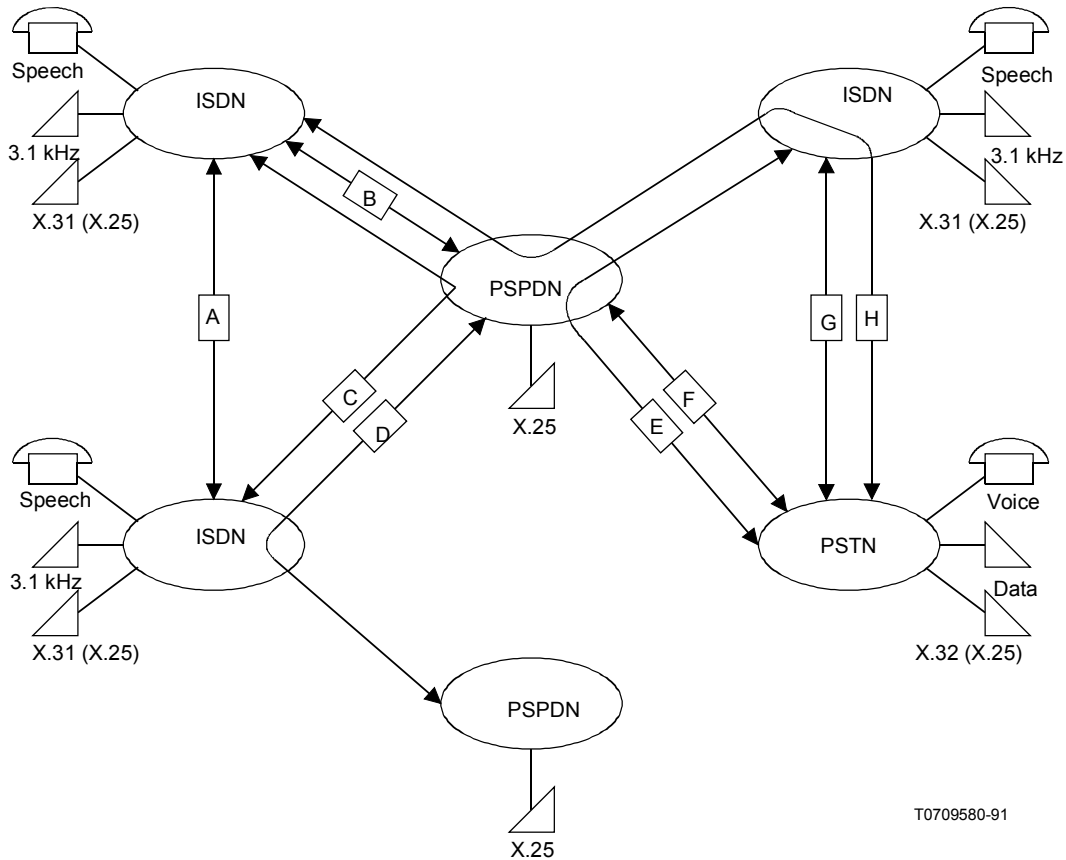 Speech
ISDN
3.1 kHz
X.31 (X.25)
ISDN
Speech
3.1 kHz
X.31 (X.25)
B
PSPDN
X.25
A
G
H
C
D
F
E
Speech
ISDN
3.1 kHz
X.31 (X.25)
PSTN
Voice
Data
X.32 (X.25)
PSPDN
X.25
T0709580-91